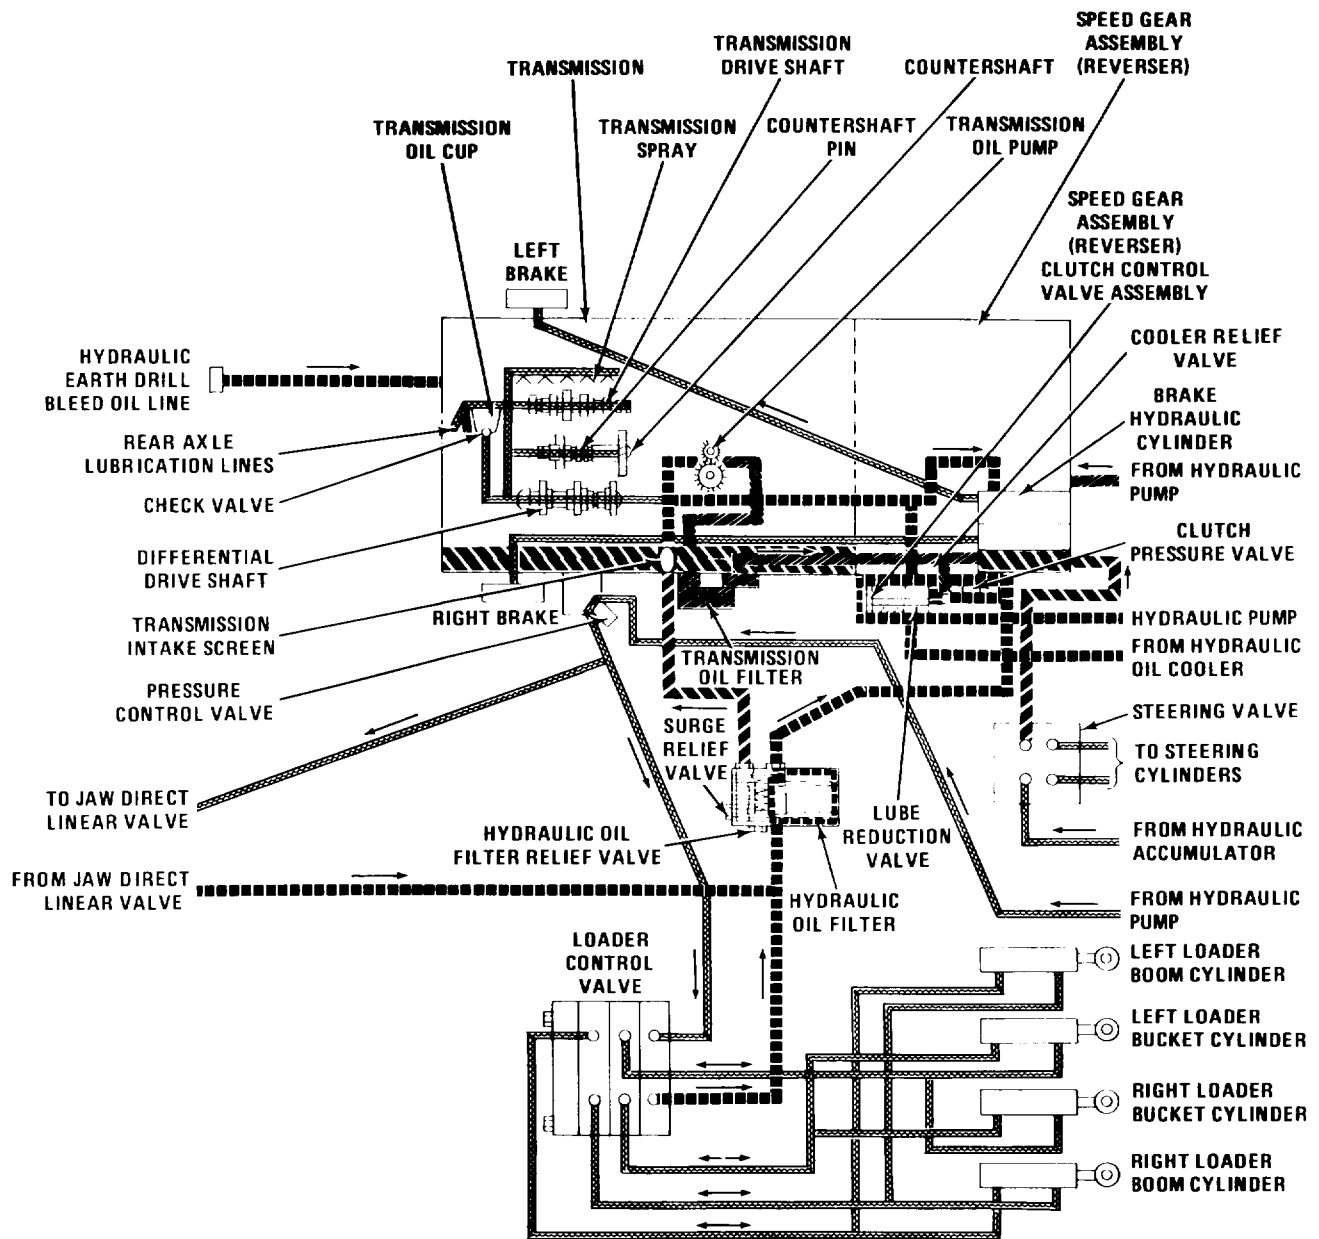 SPEED GEAR
ASSEMBLY
(REVERSER)
TRANSMISSION
DRIVE SHAFT
COUNTERSHAFT
TRANSMISSION
TRANSMISSION
OIL CUP
TRANSMISSION
SPRAY
COUNTERSHAFT
PIN
TRANSMISSION
OIL PUMP
SPEED GEAR
ASSEMBLY
(REVERSER)
CLUTCH CONTROL
VALVE ASSEMBLY
LEFT
BRAKE
COOLER RELIEF
VALVE
HYDRAULIC
EARTH DRILL
BLEED OIL LINE
BRAKE
HYDRAULIC
CYLINDER
REAR AXLE
LUBRICATION LINES
FROM HYDRAULIC
PUMP
CHECK VALVE
CLUTCH
PRESSURE VALVE
DIFFERENTIAL
DRIVE SHAFT
RIGHT BRAKE
HYDRAULIC PUMP
TRANSMISSION
INTAKE SCREEN
TRANSMISSION
OIL FILTER
FROM HYDRAULIC
OIL COOLER
PRESSURE
CONTROL VALVE
STEERING VALVE
SURGE
RELIEF
VALVE
TO STEERING
CYLINDERS
TO JAW DIRECT
LINEAR VALVE
HYDRAULIC OIL
FILTER RELIEF VALVE
LUBE
REDUCTION
VALVE
FROM HYDRAULIC
ACCUMULATOR
FROM JAW DIRECT
LINEAR VALVE
HYDRAULIC
OIL FILTER
FROM HYDRAULIC
PUMP
LOADER
CONTROL
VALVE
LEFT LOADER
BOOM CYLINDER
LEFT LOADER
BUCKET CYLINDER
RIGHT LOADER
BUCKET CYLINDER
RIGHT LOADER
BOOM CYLINDER